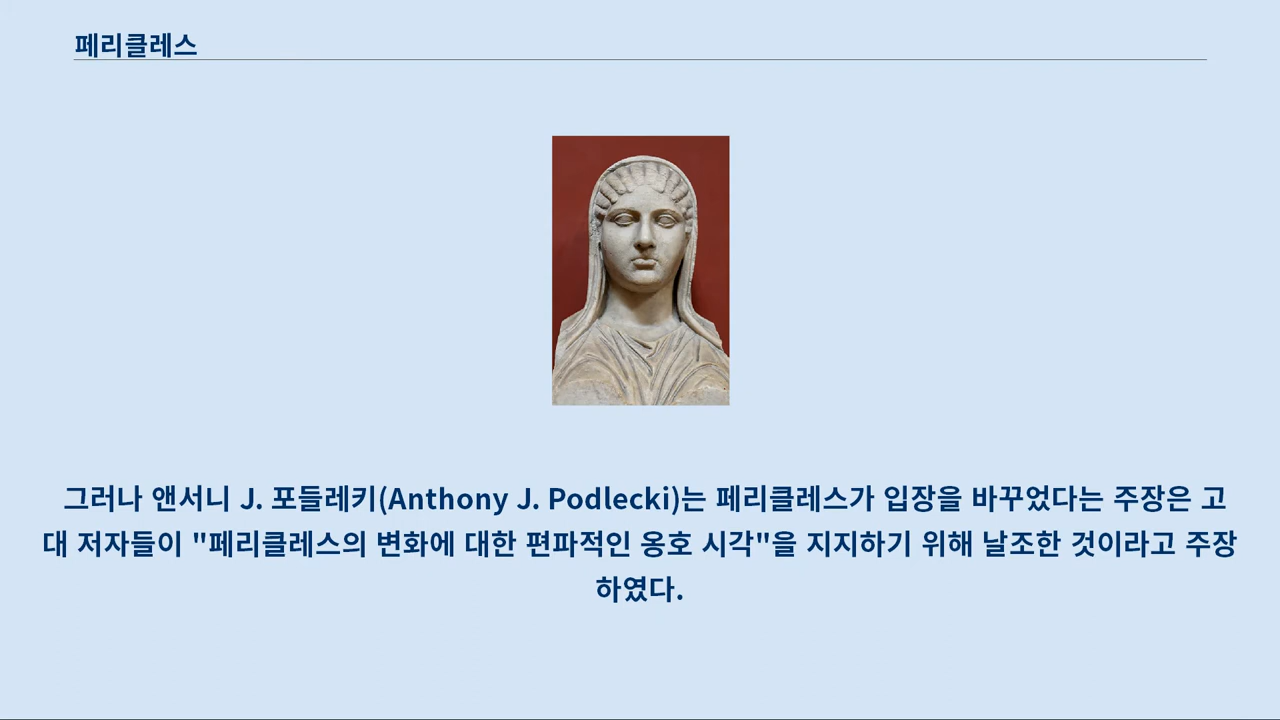 페리클레스
그러나 앤서니 J. 포들레키(Anthony J. Podlecki)는 페리클레스가 입장을 바꾸었다는 주장은 고
대 저자들이 "페리클레스의 변화에 대한 편파적인 옹호 시각"을 지지하기 위해 날조한 것이라고 주장
하였다.